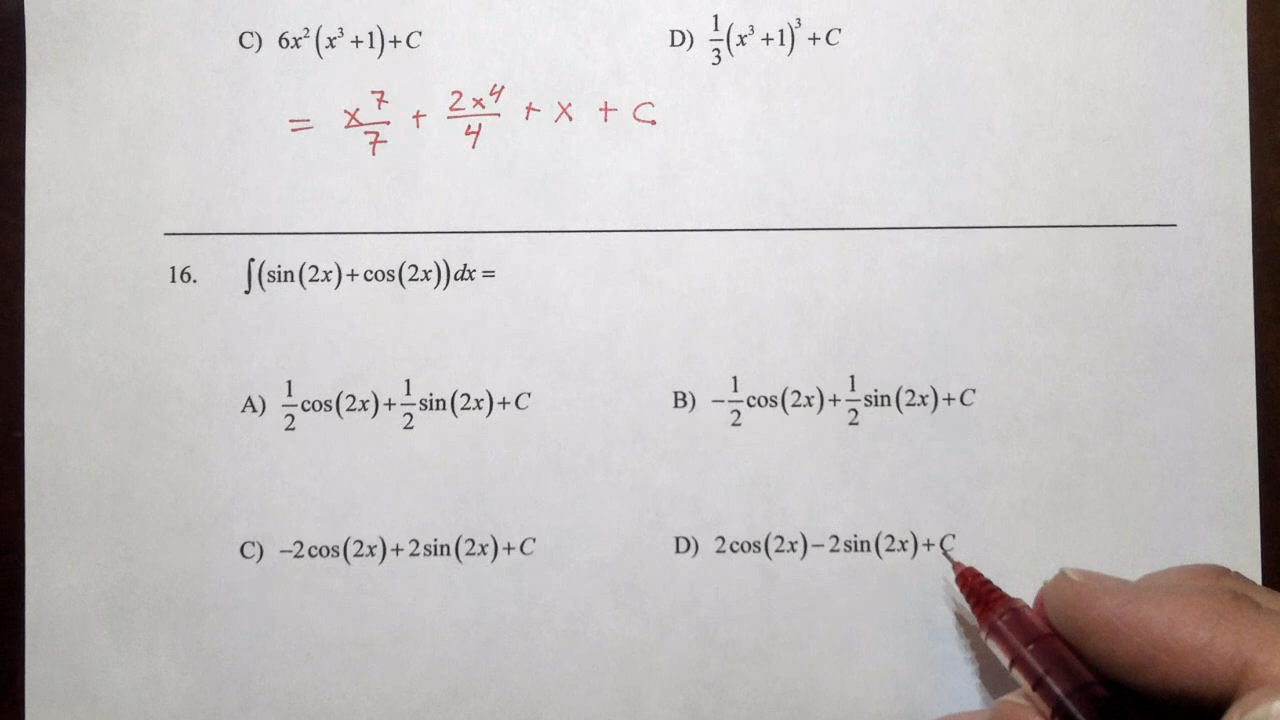 C) 6x²(x³+1)+C D) 1/3(x³+1)³+C
= x⁷/7 + 2x⁴/4 + x + C
16. ∫(sin(2x)+cos(2x))dx=
A) 1/2cos(2x)+1/2sin(2x)+C B) -1/2cos(2x)+1/2sin(2x)+C
C) -2cos(2x)+2sin(2x)+C D) 2cos(2x)-2sin(2x)+C